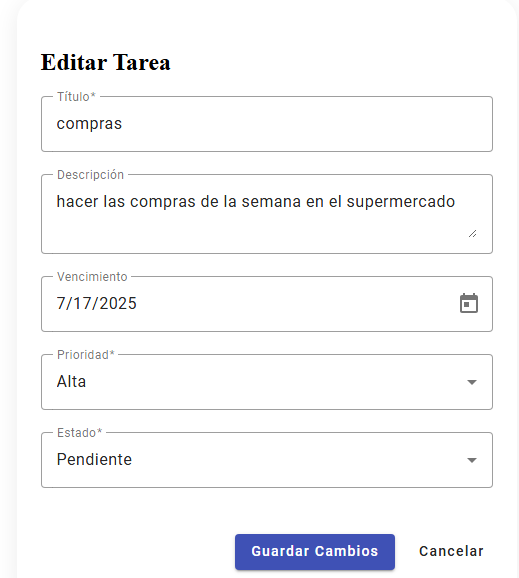 Editar Tarea
Título*
compras
Descripción
hacer las compras de la semana en el supermercado
Vencimiento
7/17/2025
Prioridad*
Alta
Estado*
Pendiente
Guardar Cambios Cancelar